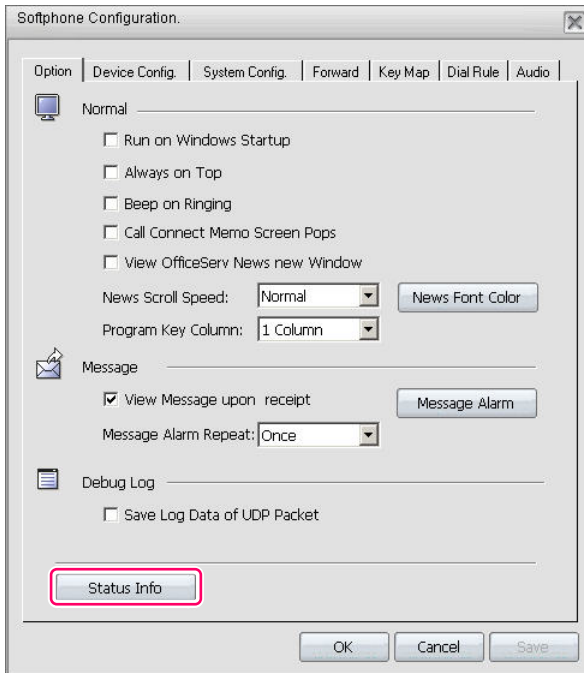 Softphone Configuration.
Option Device Config. System Config. Forward Key Map Dial Rule Audio
Normal
Run on Windows Startup
Always on Top
Beep on Ringing
Call Connect Memo Screen Pops
View OfficeServ News new Window
News Scroll Speed: Normal News Font Color
Program Key Column: 1 Column
Message
View Message upon receipt Message Alarm
Message Alarm Repeat: Once
Debug Log
Save Log Data of UDP Packet
Status Info
OK Cancel Save